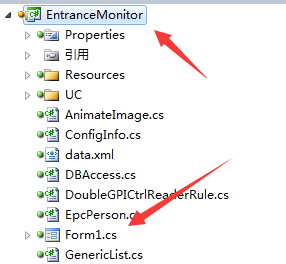 EntranceMonitor
Properties
引用
Resources
UC
AnimateImage.cs
ConfigInfo.cs
data.xml
DBAccess.cs
DoubleGPICtrlReaderRule.cs
EpcPerson.cs
Form1.cs
GenericList.cs